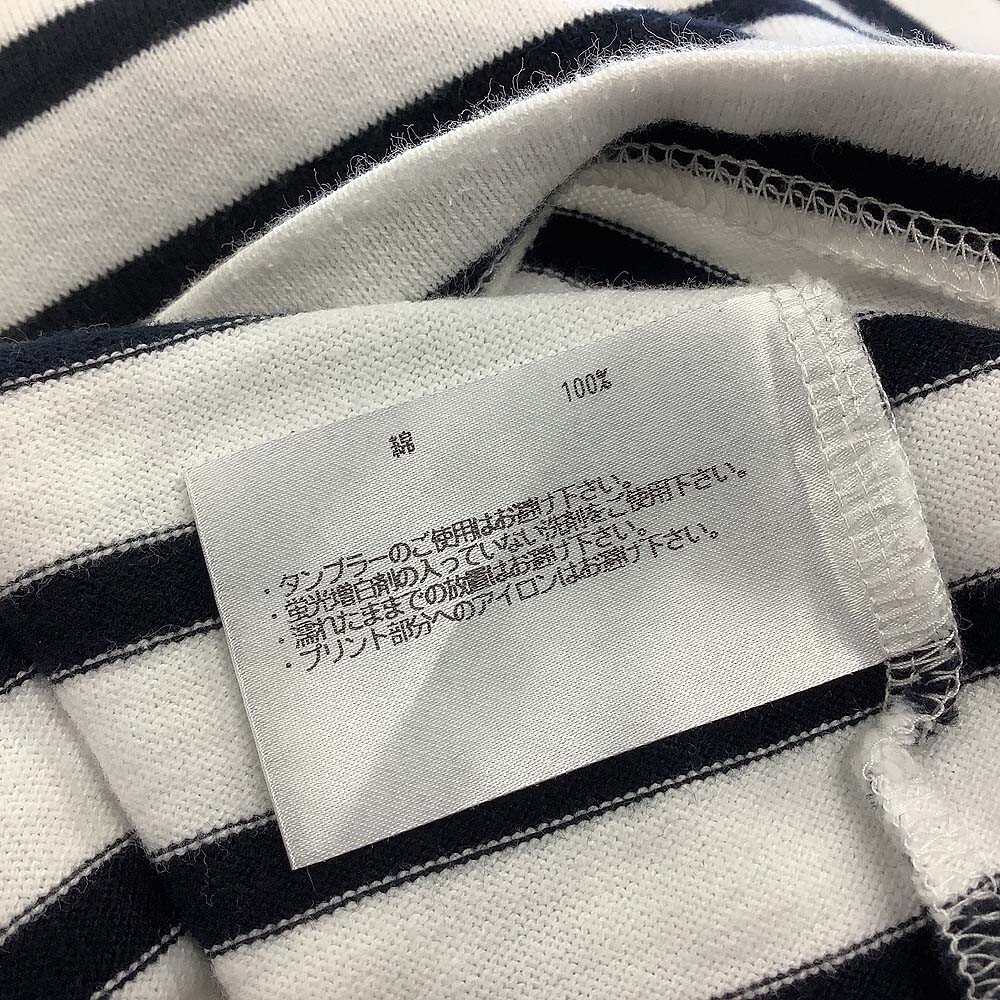 綿 100%
・タンブラーのご使用はお避け下さい。
・蛍光増白剤の入っていない洗剤をご使用下さい。
・濡れたままでの放置はお避け下さい。
・プリント部分へのアイロンはお避け下さい。